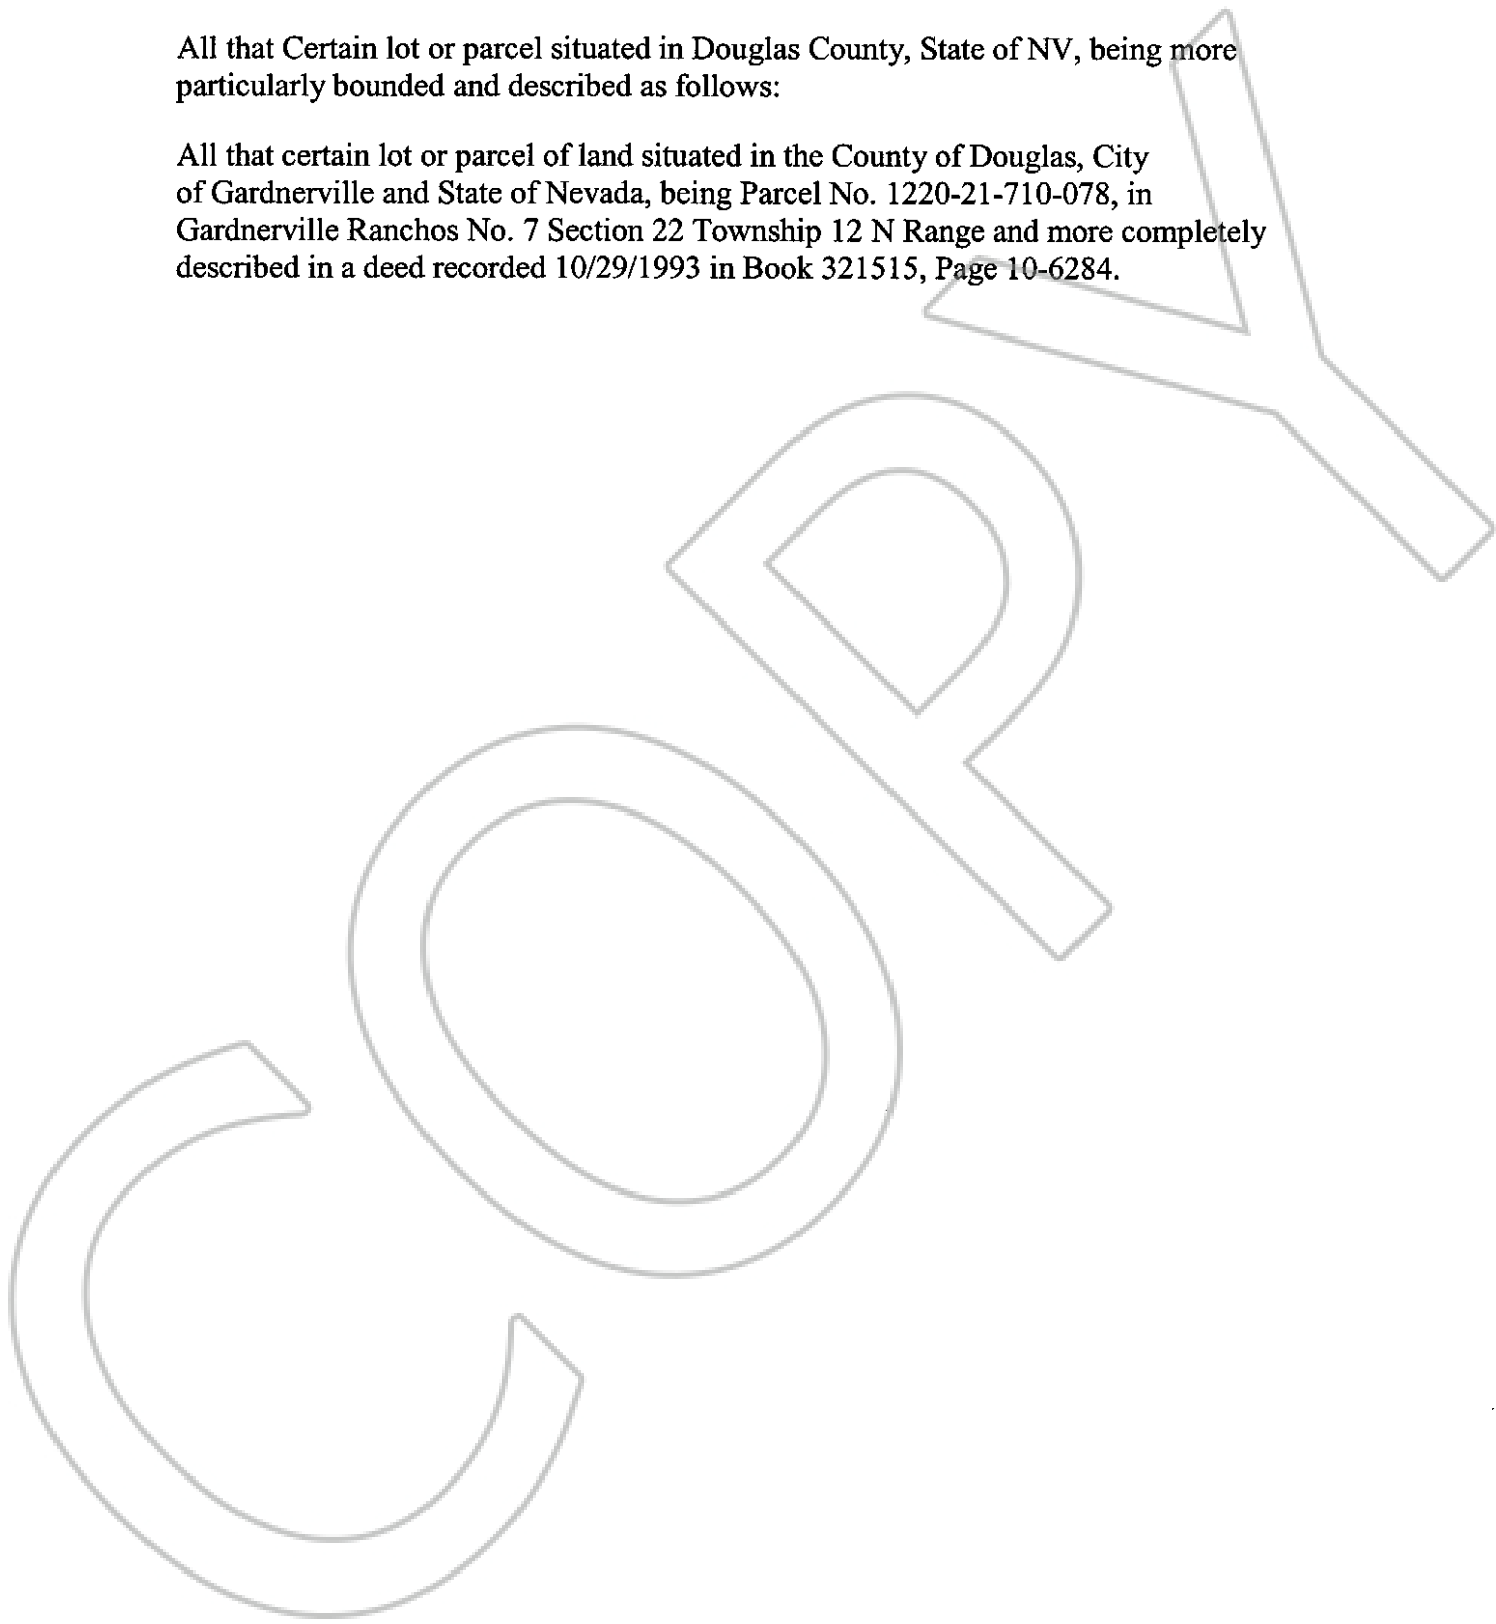 All that Certain lot or parcel situated in Douglas County, State of NV, being more
particularly bounded and described as follows:
All that certain lot or parcel of land situated in the County of Douglas, City
of Gardnerville and State of Nevada, being Parcel No. 1220-21-710-078, in
Gardnerville Ranchos No. 7 Section 22 Township 12 N Range and more completely
described in a deed recorded 10/29/1993 in Book 321515, Page 10-6284.
COPY